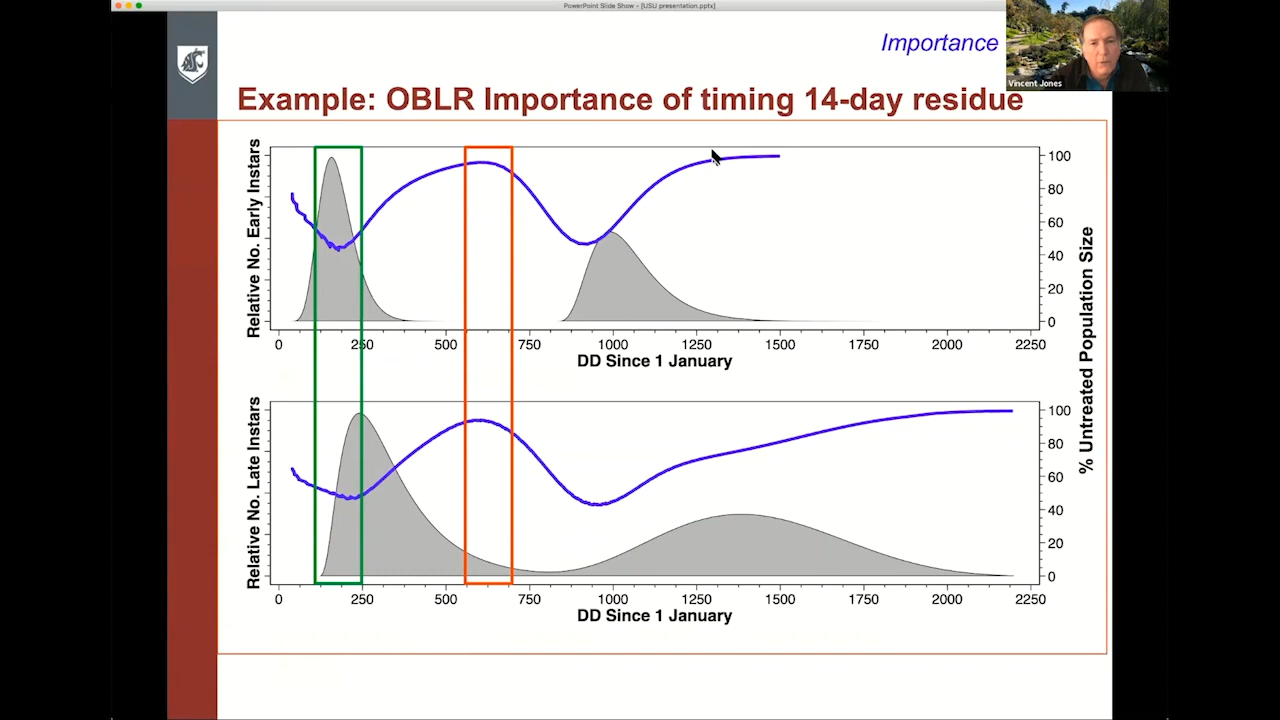 PowerPoint Slide Show - [USU presentation.pptx]
Importance
Vincent Jones
Example: OBLR Importance of timing 14-day residue
Relative No. Early Instars
100
80
60
40
20
0
0 250 500 750 1000 1250 1500 1750 2000 2250
DD Since 1 January
% Untreated Population Size
Relative No. Late Instars
100
80
60
40
20
0
0 250 500 750 1000 1250 1500 1750 2000 2250
DD Since 1 January